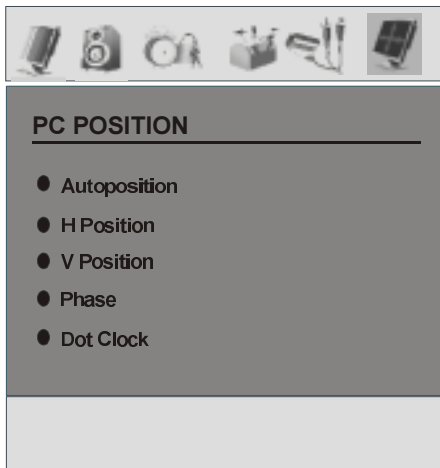 PC POSITION
Autoposition
H Position
V Position
Phase
Dot Clock